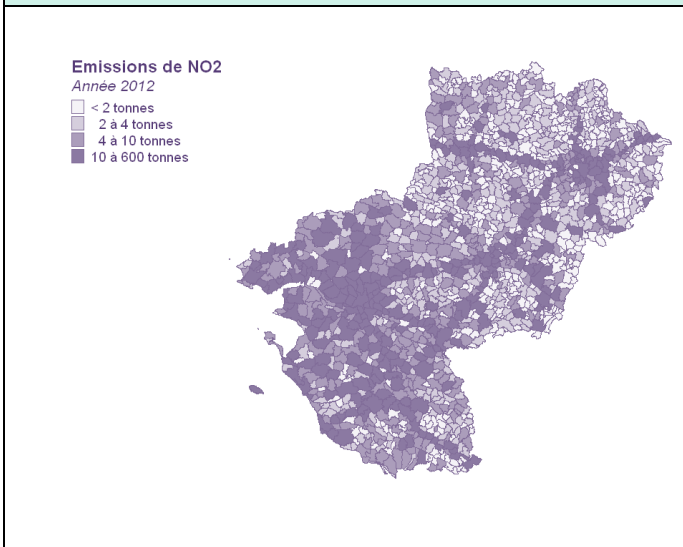 Emissions de NO2
Année 2012
< 2 tonnes
2 à 4 tonnes
4 à 10 tonnes
10 à 600 tonnes